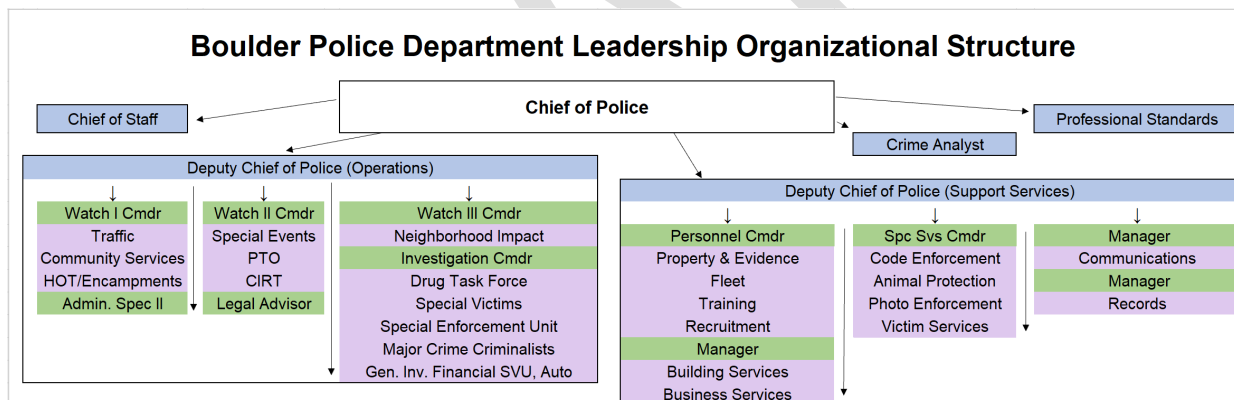 Boulder Police Department Leadership Organizational Structure
Chief of Police
Chief of Staff
Professional Standards
Crime Analyst
Deputy Chief of Police (Operations)
Watch I Cmdr
Traffic
Community Services
HOT/Encampments
Admin. Spec II
Watch II Cmdr
Special Events
PTO
CIRT
Legal Advisor
Watch III Cmdr
Neighborhood Impact
Investigation Cmdr
Drug Task Force
Special Victims
Special Enforcement Unit
Major Crime Criminalists
Gen. Inv. Financial SVU, Auto
Deputy Chief of Police (Support Services)
Personnel Cmdr
Property & Evidence
Fleet
Training
Recruitment
Manager
Building Services
Business Services
Spc Svs Cmdr
Code Enforcement
Animal Protection
Photo Enforcement
Victim Services
Manager
Communications
Manager
Records